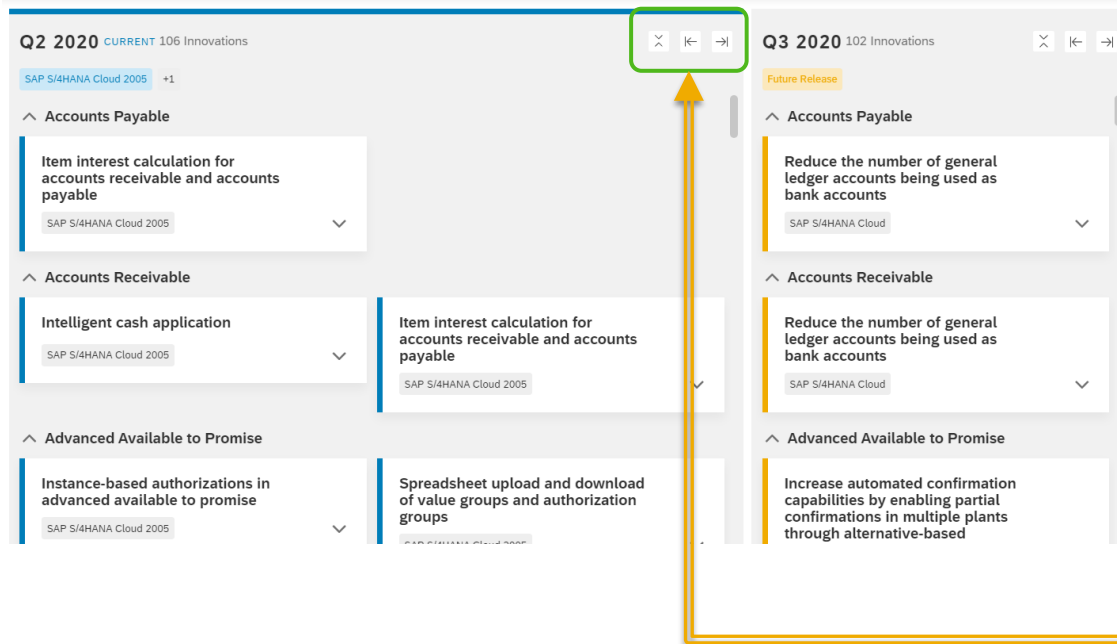 Q2 2020 CURRENT 106 Innovations
SAP S/4HANA Cloud 2005 +1
Accounts Payable
Item interest calculation for
accounts receivable and accounts
payable
SAP S/4HANA Cloud 2005
Accounts Receivable
Intelligent cash application
SAP S/4HANA Cloud 2005
Item interest calculation for
accounts receivable and accounts
payable
SAP S/4HANA Cloud 2005
Advanced Available to Promise
Instance-based authorizations in
advanced available to promise
SAP S/4HANA Cloud 2005
Spreadsheet upload and download
of value groups and authorization
groups
SAP S/4HANA Cloud 2005
Q3 2020 102 Innovations
Future Release
Accounts Payable
Reduce the number of general
ledger accounts being used as
bank accounts
SAP S/4HANA Cloud
Accounts Receivable
Reduce the number of general
ledger accounts being used as
bank accounts
SAP S/4HANA Cloud
Advanced Available to Promise
Increase automated confirmation
capabilities by enabling partial
confirmations in multiple plants
through alternative-based